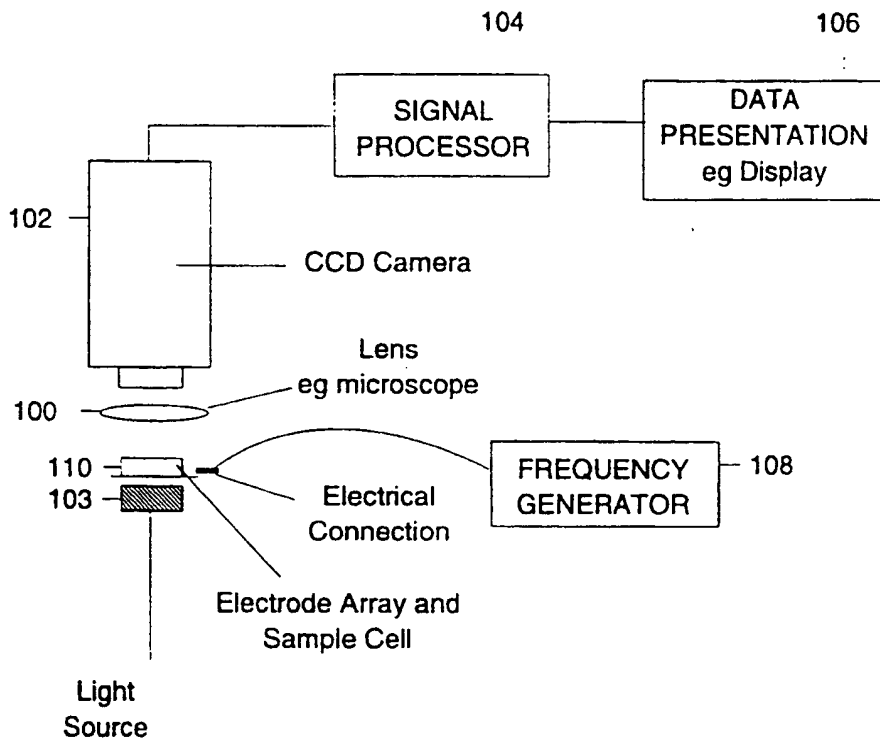 104
106
SIGNAL
PROCESSOR
DATA
PRESENTATION
eg Display
102
CCD Camera
Lens
eg microscope
100
110
103
FREQUENCY
GENERATOR
108
Electrical
Connection
Electrode Array and
Sample Cell
Light
Source